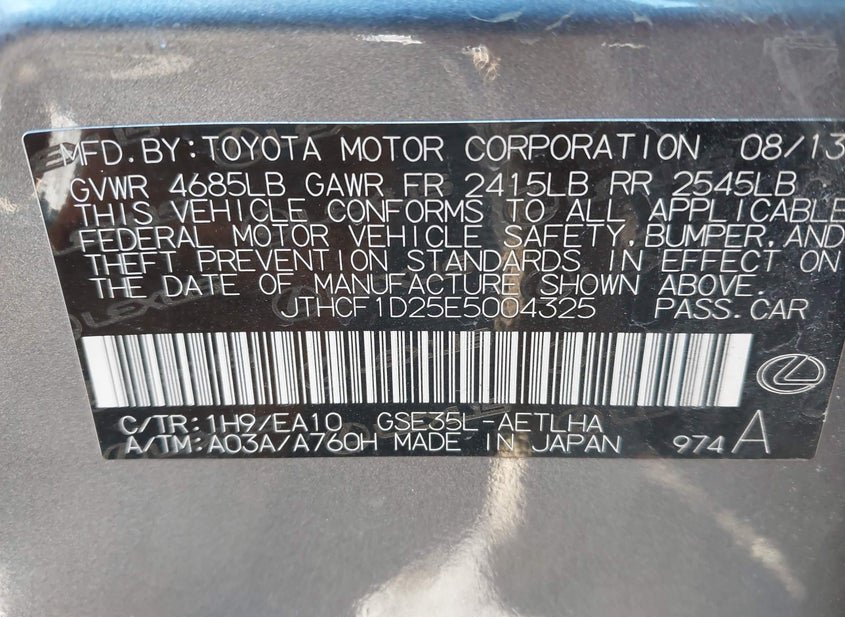 MFD.BY:TOYOTA MOTOR CORPORATION 08/13
GVWR 4685LB GAWR FR 2415LB RR 2545LB
THIS VEHICLE CONFORMS TO ALL APPLICABLE
FEDERAL MOTOR VEHICLE SAFETY,BUMPER,AND
THEFT PREVENTION STANDARDS IN EFFECT ON
THE DATE OF MANUFACTURE SHOWN ABOVE.
JTHCF1D25E5004325 PASS.CAR
C/TR:1H9/EA10 GSE35L-AETLHA
A/TM:A03A/A760H MADE IN JAPAN 974A